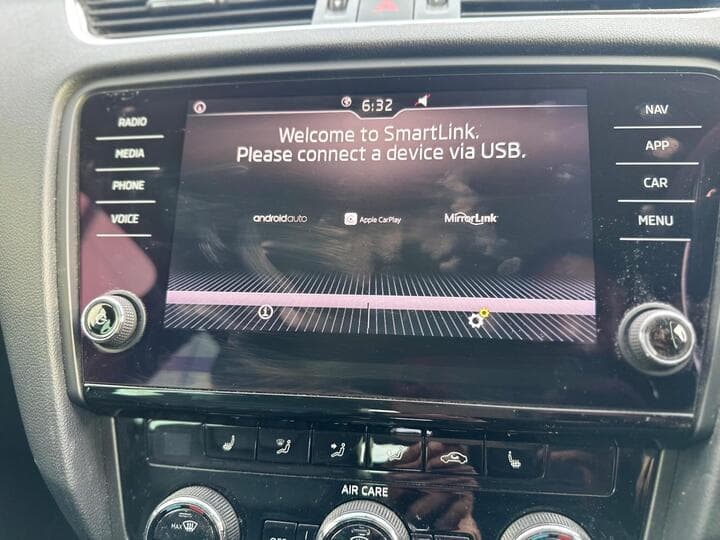 6:32
RADIO
MEDIA
PHONE
VOICE
Welcome to SmartLink.
Please connect a device via USB.
androidauto
Apple CarPlay
MirrorLink
NAV
APP
CAR
MENU
AIR CARE
MAX